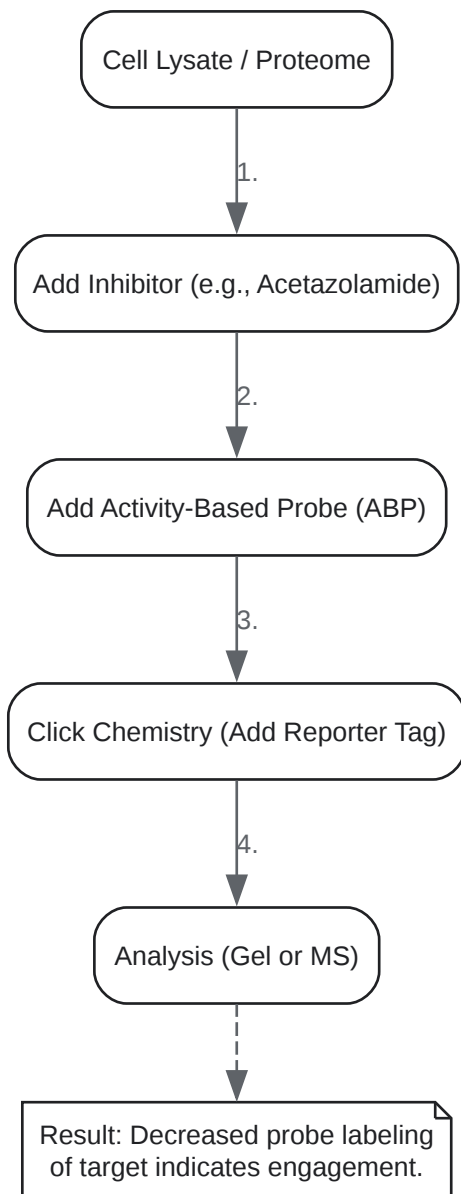 Cell Lysate / Proteome
1.
Add Inhibitor (e.g., Acetazolamide)
2.
Add Activity-Based Probe (ABP)
3.
Click Chemistry (Add Reporter Tag)
4.
Analysis (Gel or MS)
Result: Decreased probe labeling
of target indicates engagement.